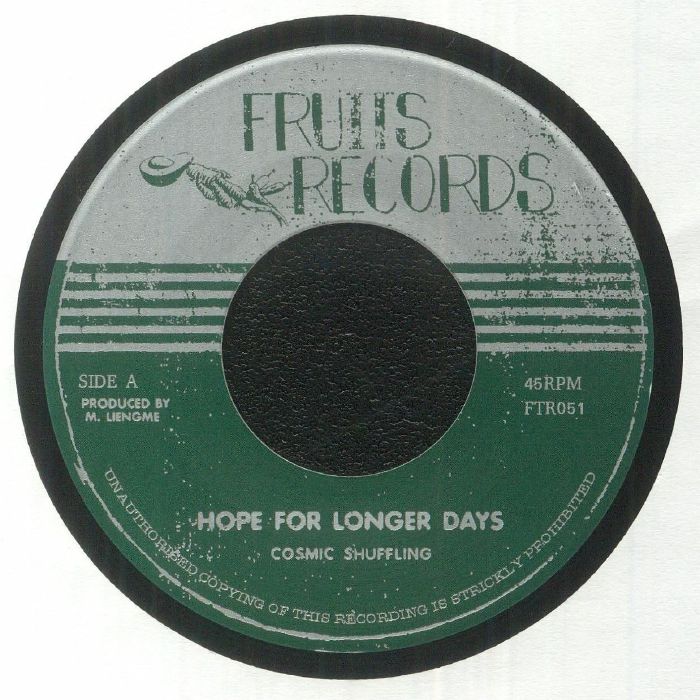 FRUITS
RECORDS
SIDE A
PRODUCED BY
M. LIENGME
45RPM
FTR051
HOPE FOR LONGER DAYS
COSMIC SHUFFLING
UNAUTHORISED COPYING OF THIS RECORDING IS STRICKLY PROHIBITED